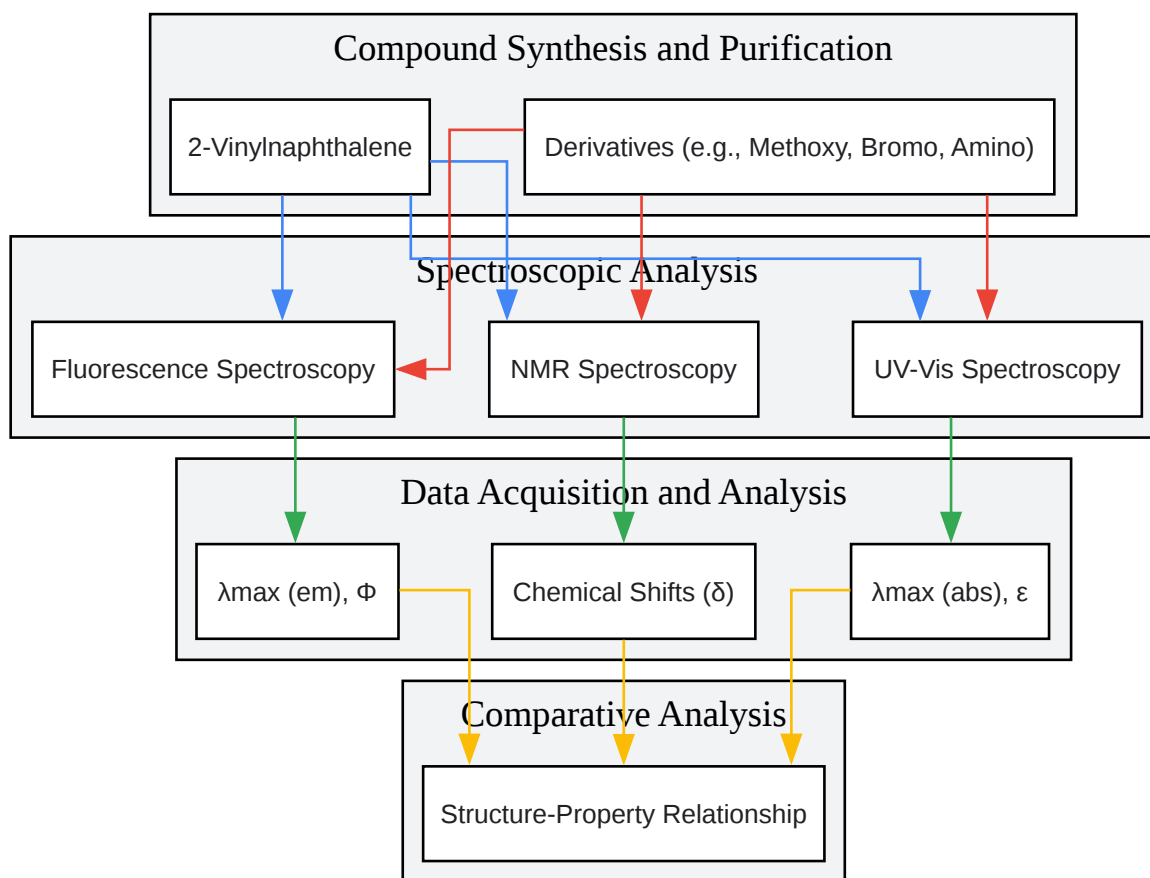 Compound Synthesis and Purification
2-Vinylnaphthalene
Derivatives (e.g., Methoxy, Bromo, Amino)
Spectroscopic Analysis
Fluorescence Spectroscopy
NMR Spectroscopy
UV-Vis Spectroscopy
Data Acquisition and Analysis
λmax (em), Φ
Chemical Shifts (δ)
λmax (abs), ε
Comparative Analysis
Structure-Property Relationship